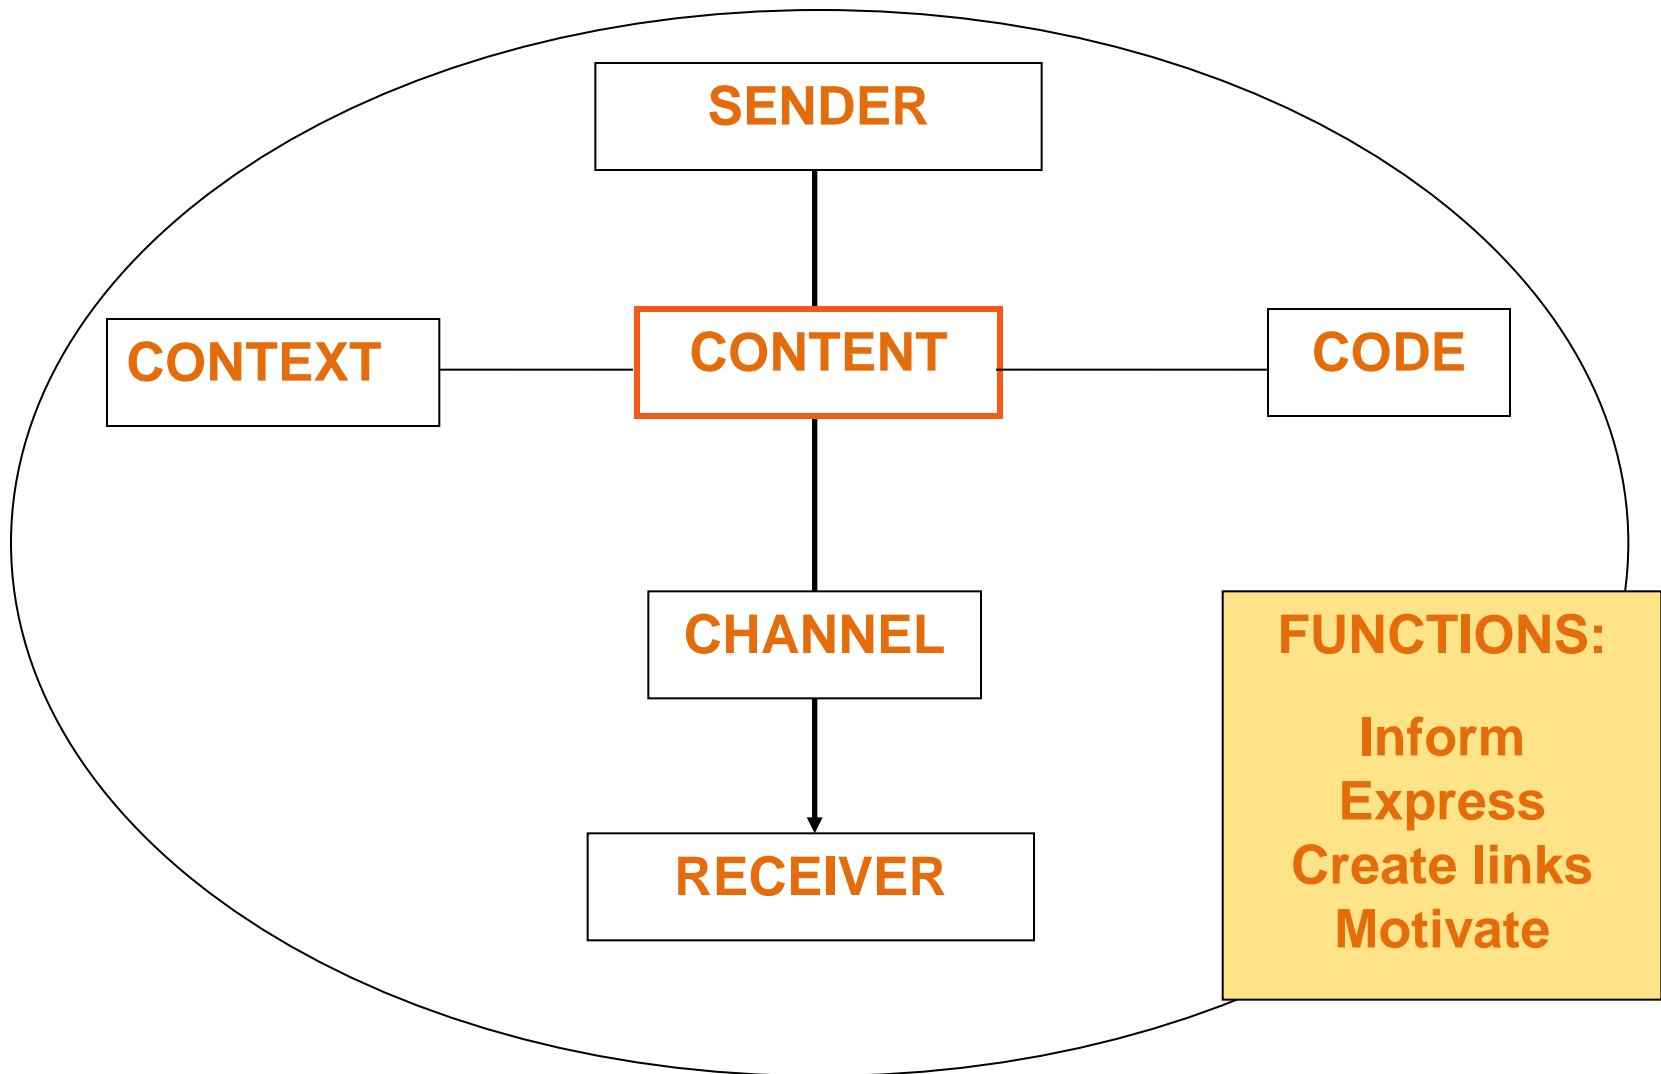 SENDER
CONTEXT
CONTENT
CODE
CHANNEL
RECEIVER
FUNCTIONS:
Inform
Express
Create links
Motivate